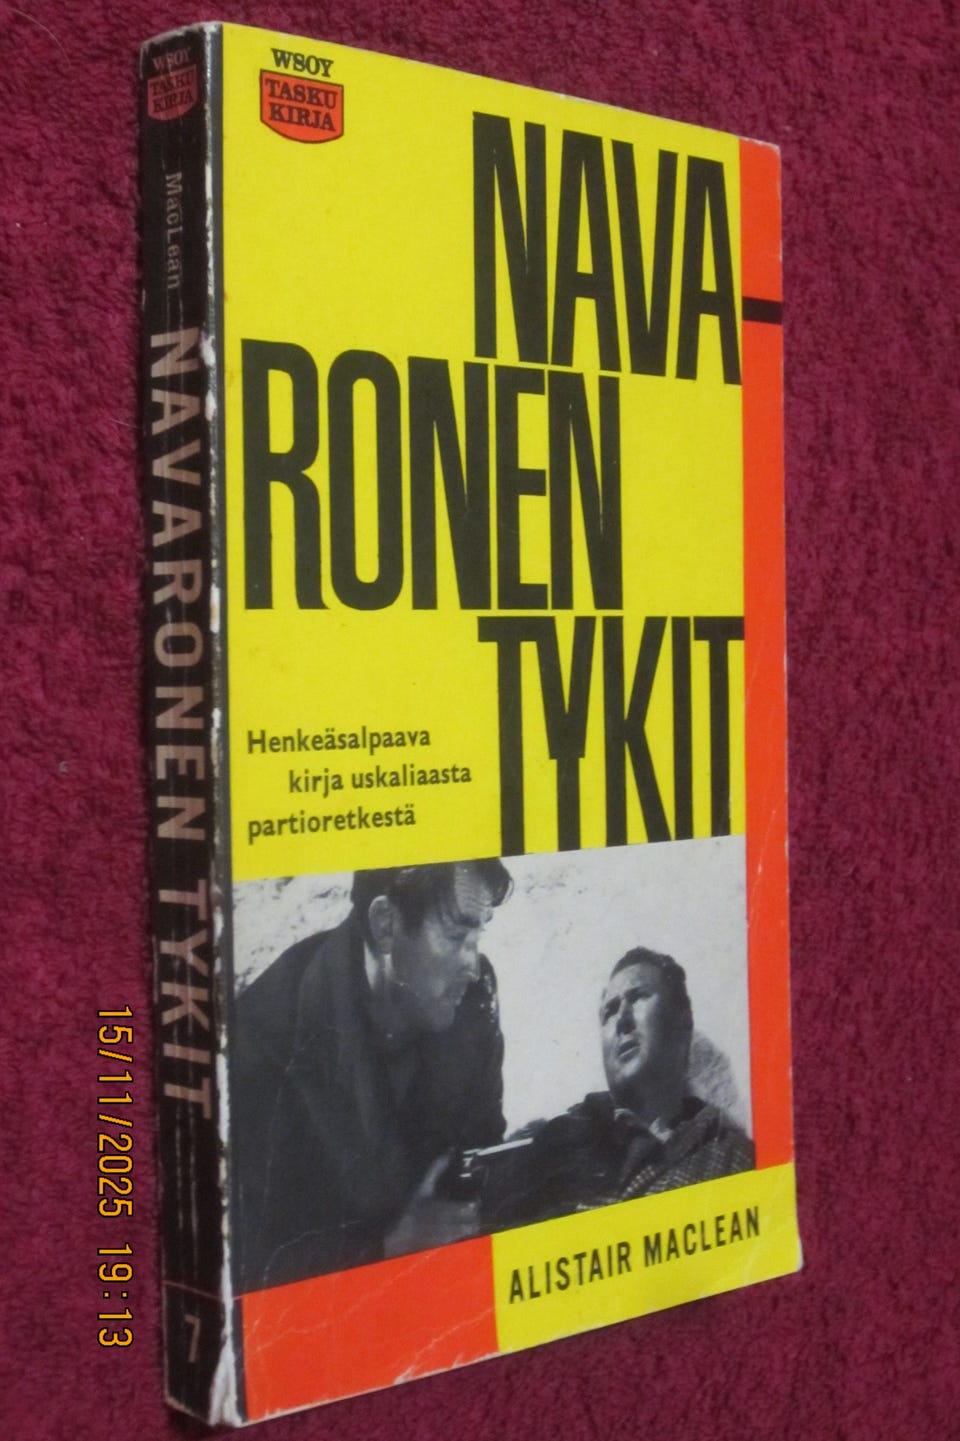 WSOY
TASKU
KIRJA
NAVA-
RONEN
TYKIT
Henkeäsalpaava
kirja uskaliaasta
partioretkestä
ALISTAIR MACLEAN
WSOY
TASKU
KIRJA
MacLean
NAVARONEN TYKIT
7
15/11/2025 19:13